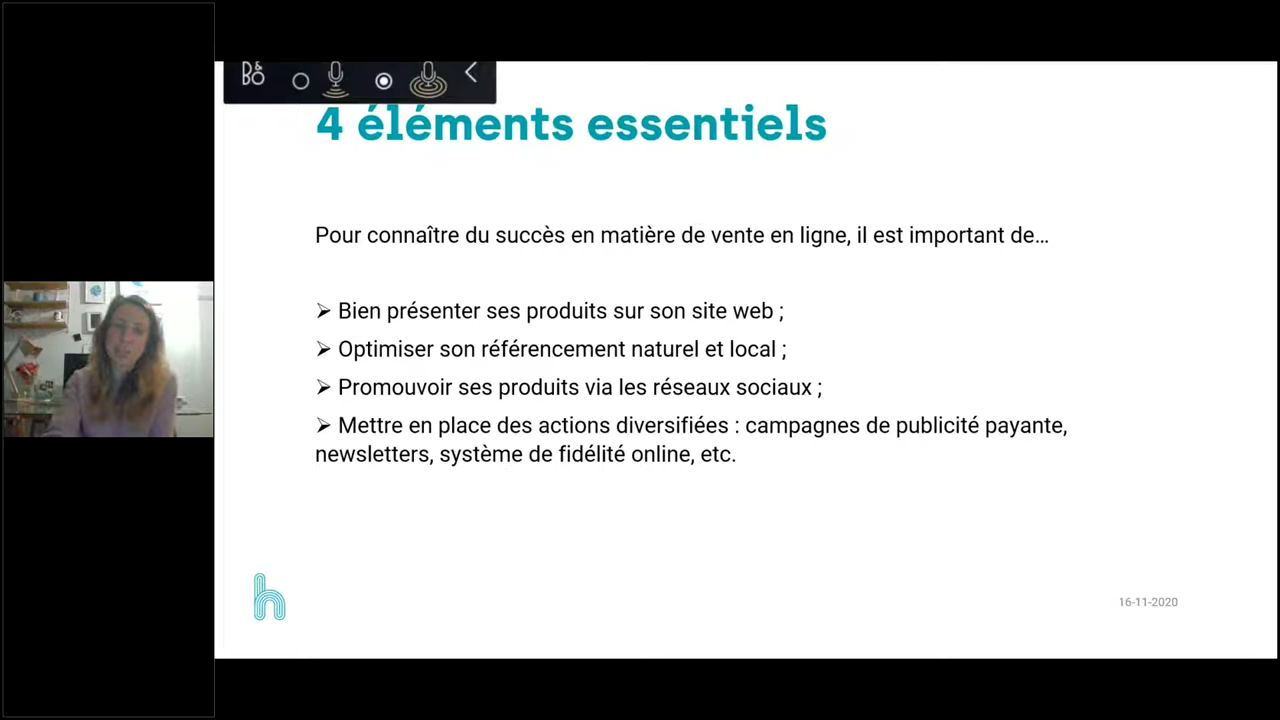 B&
BO
4 éléments essentiels
Pour connaître du succès en matière de vente en ligne, il est important de…
➢ Bien présenter ses produits sur son site web ;
➢ Optimiser son référencement naturel et local ;
➢ Promouvoir ses produits via les réseaux sociaux ;
➢ Mettre en place des actions diversifiées : campagnes de publicité payante,
newsletters, système de fidélité online, etc.
h
16-11-2020